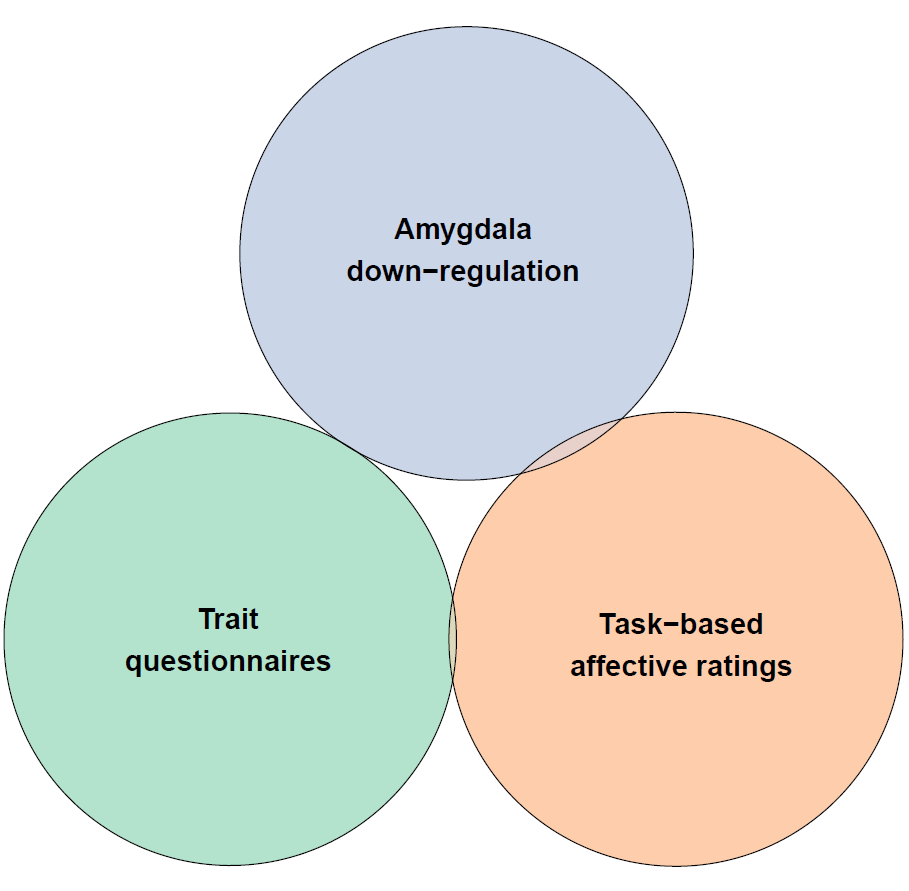 Amygdala
down−regulation
Trait
questionnaires
Task−based
affective ratings